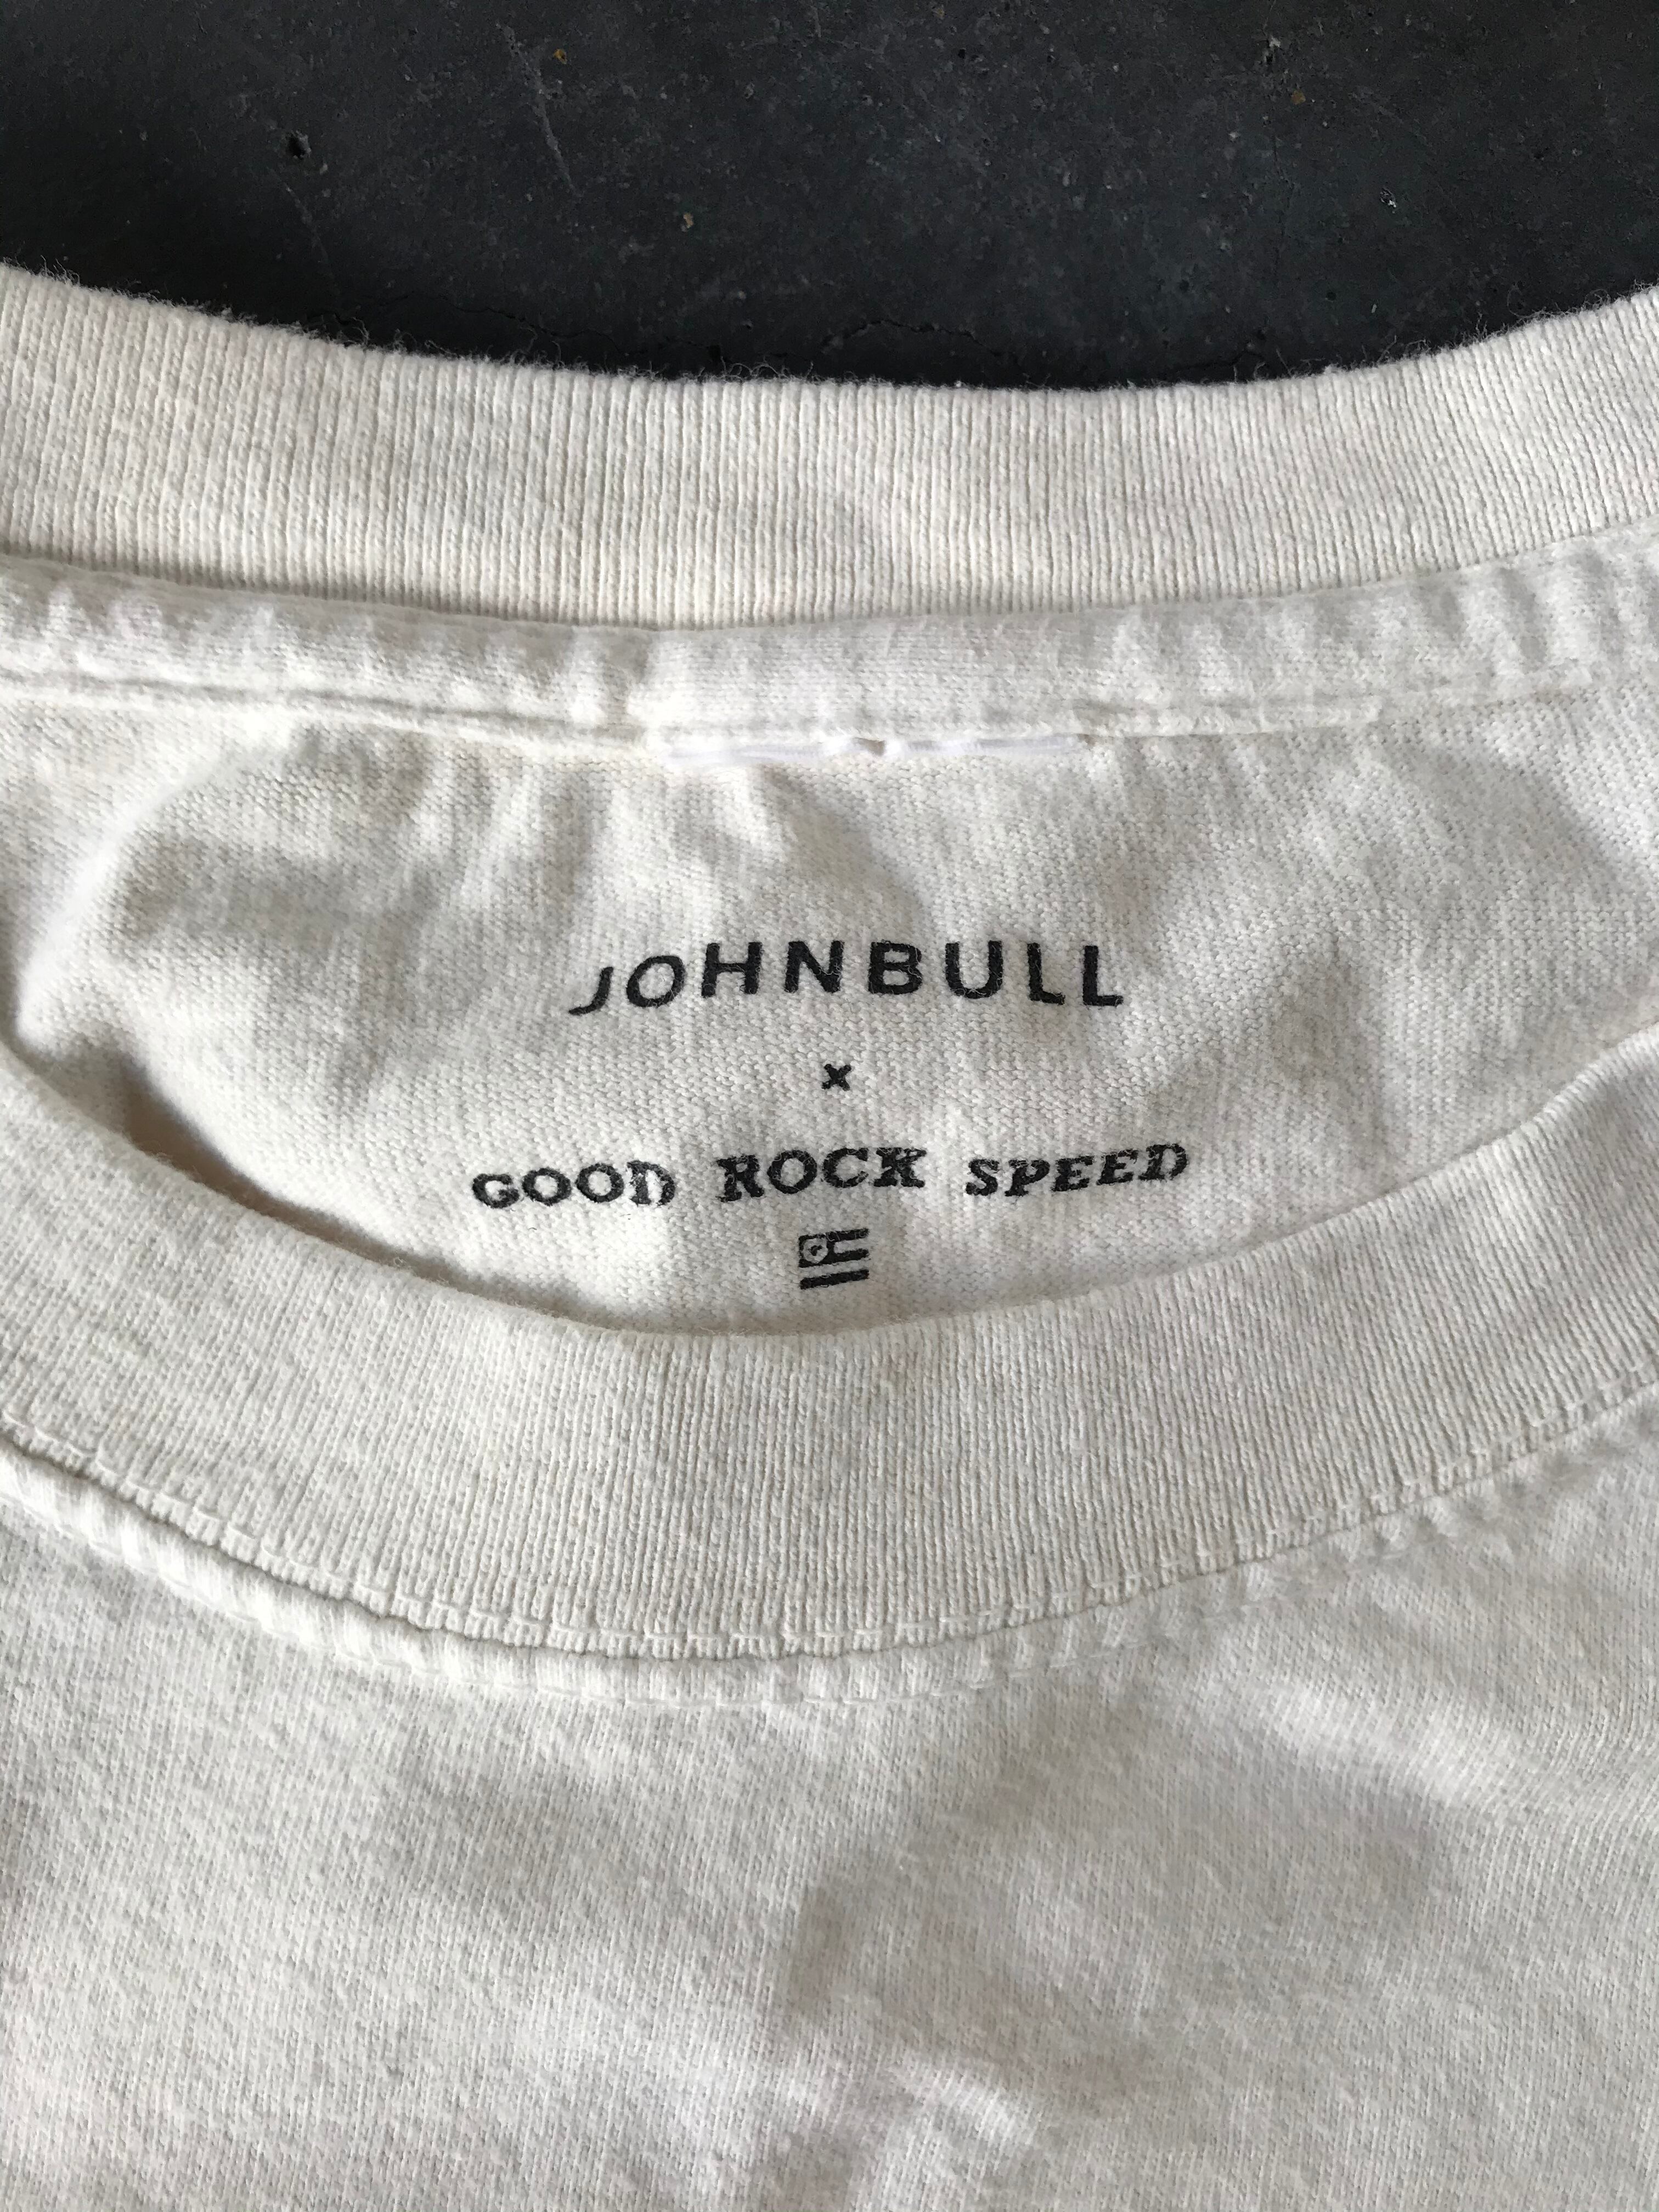 JOHNBULL
x
GOOD ROCK SPEED
G